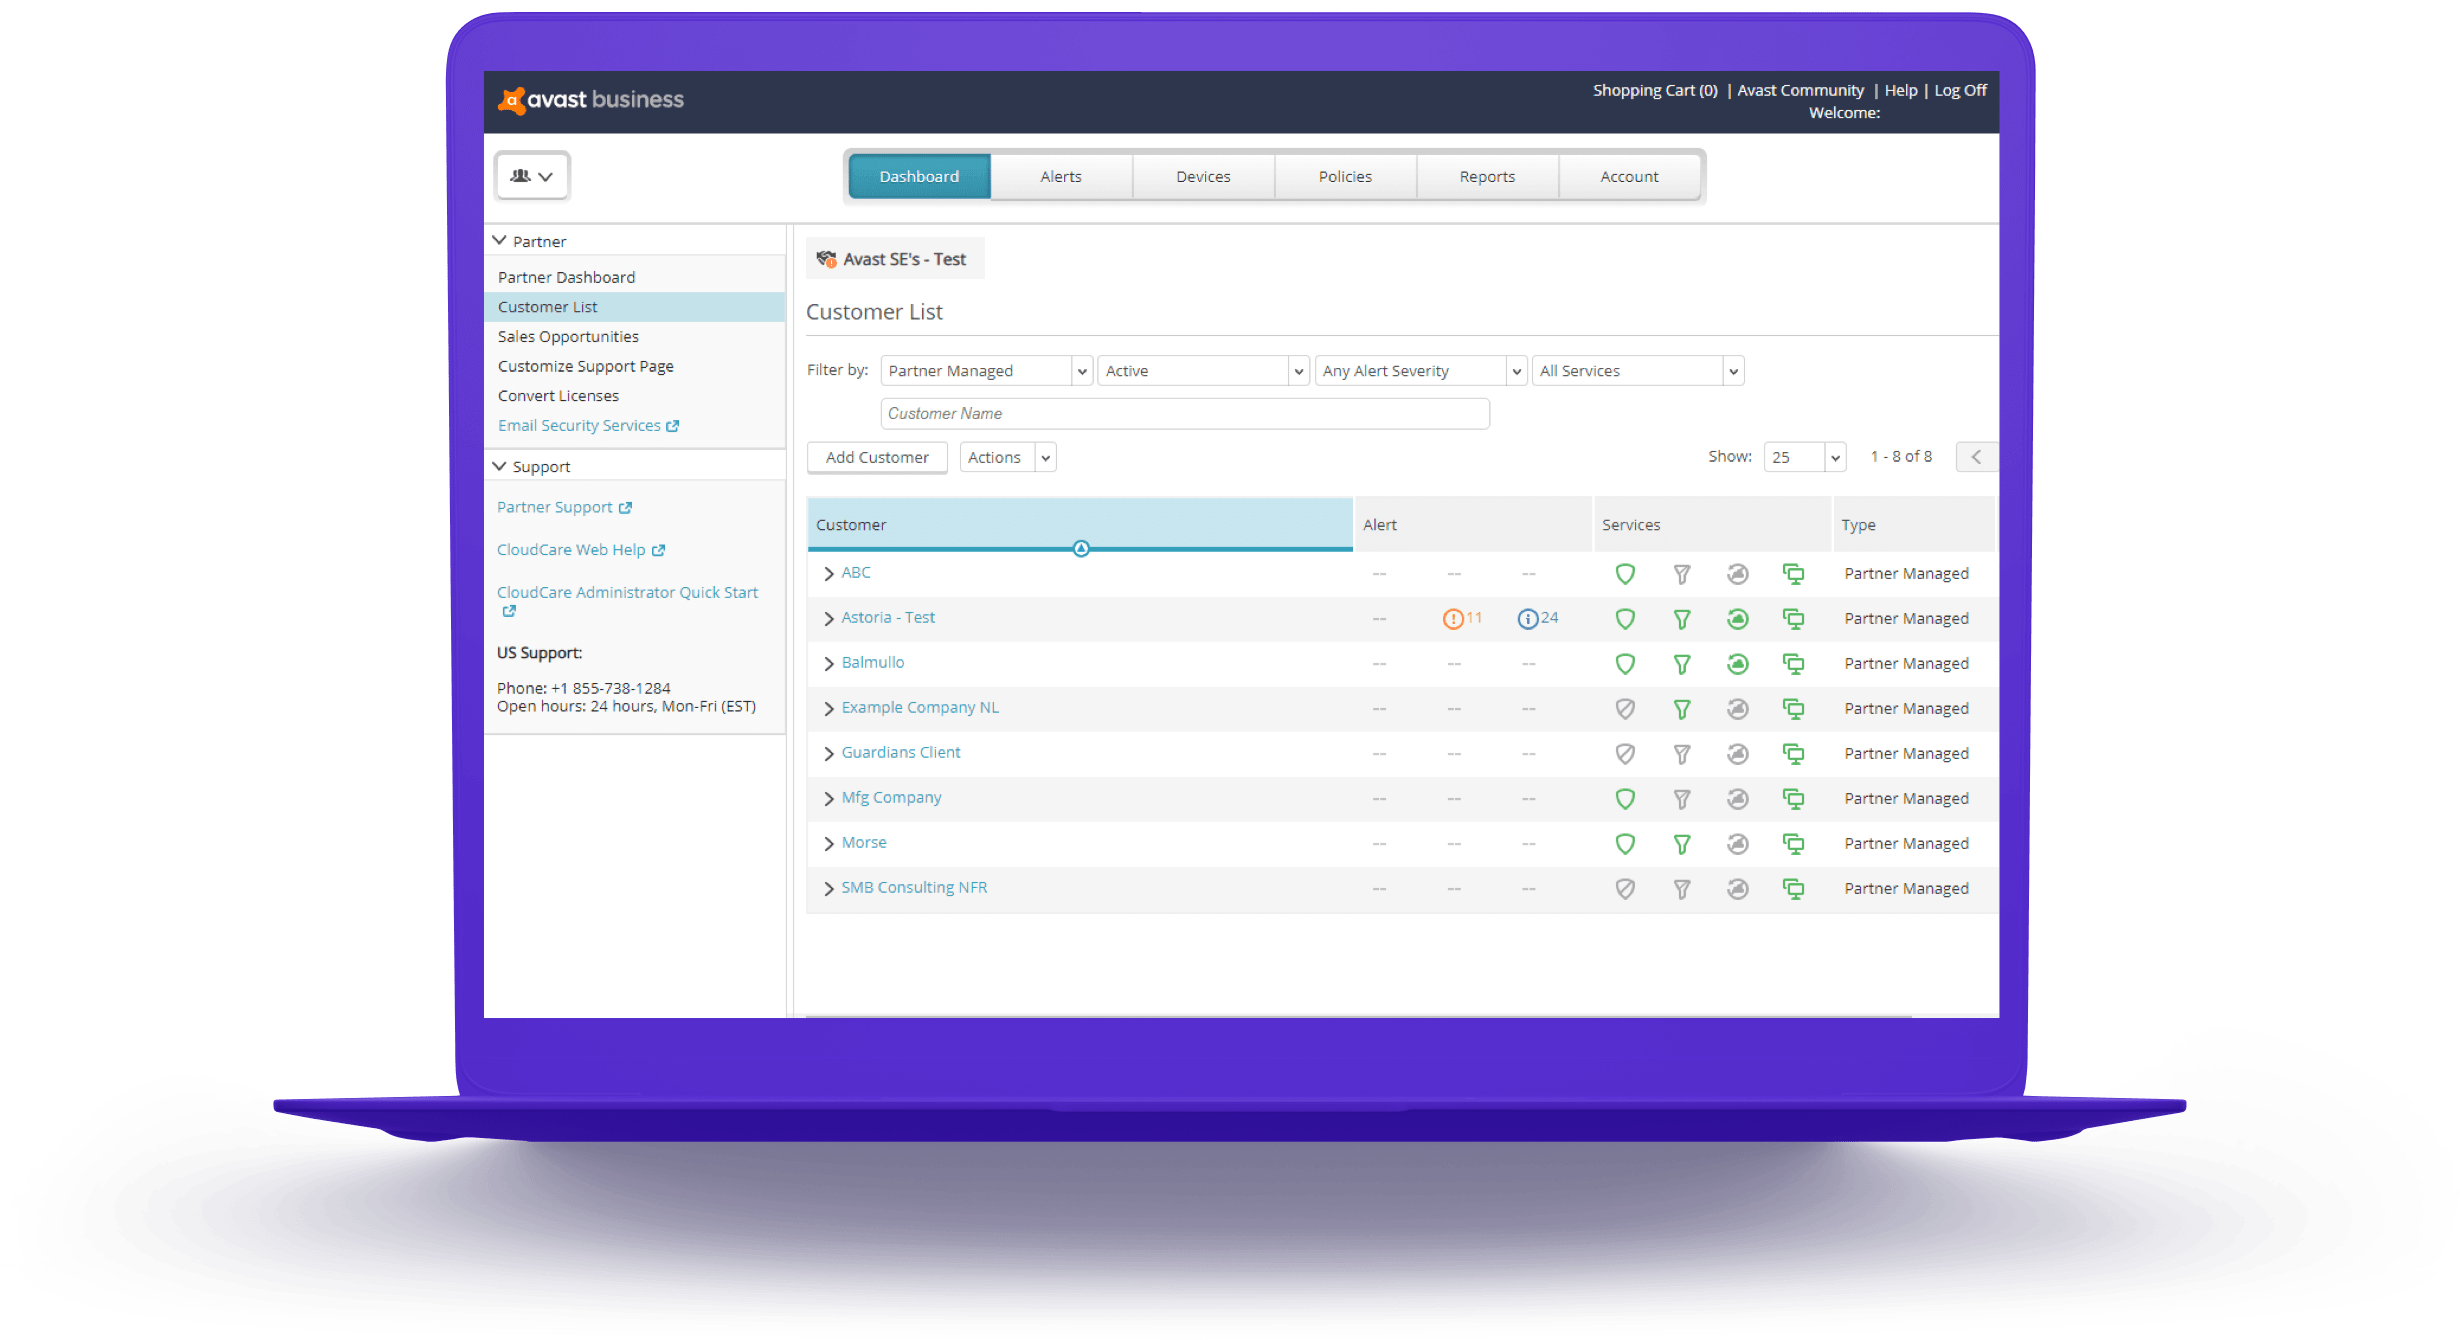 avast business
Shopping Cart (0) | Avast Community | Help | Log Off
Welcome:
Dashboard Alerts Devices Policies Reports Account
Partner
Partner Dashboard
Customer List
Sales Opportunities
Customize Support Page
Convert Licenses
Email Security Services
Support
Partner Support
CloudCare Web Help
CloudCare Administrator Quick Start
US Support:
Phone: +1 855-738-1284
Open hours: 24 hours, Mon-Fri (EST)
Avast SE's - Test
Customer List
Filter by: Partner Managed Active Any Alert Severity All Services
Customer Name
Add Customer Actions Show: 25 1 - 8 of 8
Customer Alert Services Type
ABC -- -- -- Partner Managed
Astoria - Test -- 11 24 Partner Managed
Balmullo -- -- -- Partner Managed
Example Company NL -- -- -- Partner Managed
Guardians Client -- -- -- Partner Managed
Mfg Company -- -- -- Partner Managed
Morse -- -- -- Partner Managed
SMB Consulting NFR -- -- -- Partner Managed